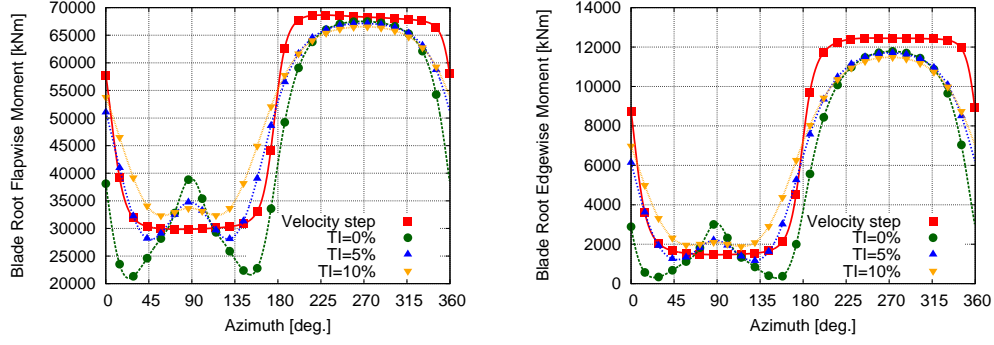 Blade Root Flapwise Moment [kNm]
70000
65000
60000
55000
50000
45000
40000
35000
30000
25000
20000
0 45 90 135 180 225 270 315 360
Azimuth [deg.]
Velocity step
TI=0%
TI=5%
TI=10%
Blade Root Edgewise Moment [kNm]
14000
12000
10000
8000
6000
4000
2000
0
0 45 90 135 180 225 270 315 360
Azimuth [deg.]
Velocity step
TI=0%
TI=5%
TI=10%